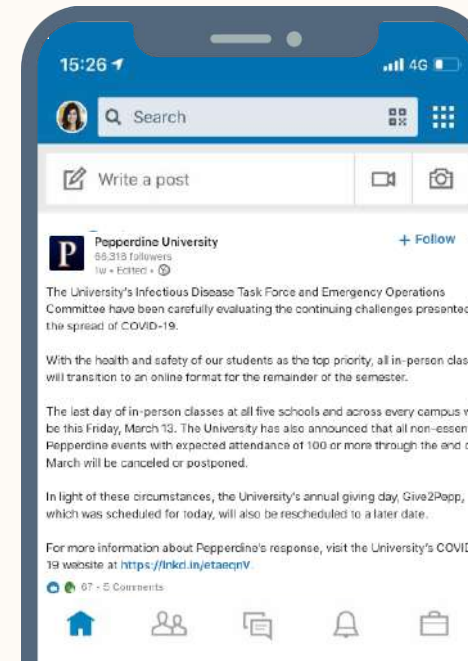 15:26
4G
Search
Write a post
P
Pepperdine University
+ Follow
66,318 followers
1w • Edited •
The University's Infectious Disease Task Force and Emergency Operations
Committee have been carefully evaluating the continuing challenges presented
the spread of COVID-19.
With the health and safety of our students as the top priority, all in-person clas
will transition to an online format for the remainder of the semester.
The last day of in-person classes at all five schools and across every campus w
be this Friday, March 13. The University has also announced that all non-essen
Pepperdine events with expected attendance of 100 or more through the end o
March will be canceled or postponed.
In light of these circumstances, the University's annual giving day, Give2Pepp,
which was scheduled for today, will also be rescheduled to a later date.
For more information about Pepperdine's response, visit the University's COVID
19 website at https://lnkd.in/etaeqnV.
67 • 5 Comments